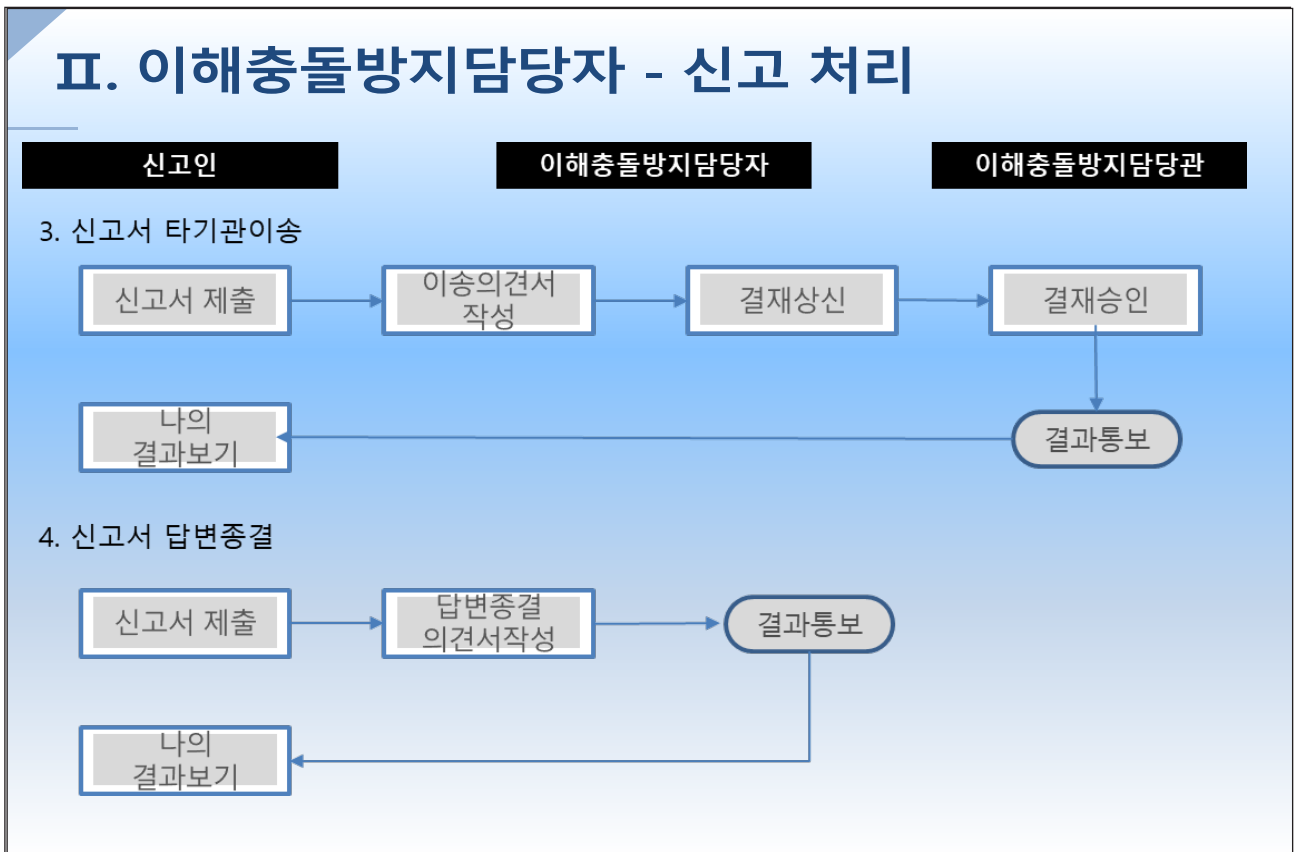 Ⅱ. 이해충돌방지담당자 - 신고 처리
신고인
이해충돌방지담당자
이해충돌방지담당관
3. 신고서 타기관이송
신고서 제출
이송의견서
작성
결재상신
결재승인
나의
결과보기
결과통보
4. 신고서 답변종결
신고서 제출
답변종결
의견서작성
결과통보
나의
결과보기